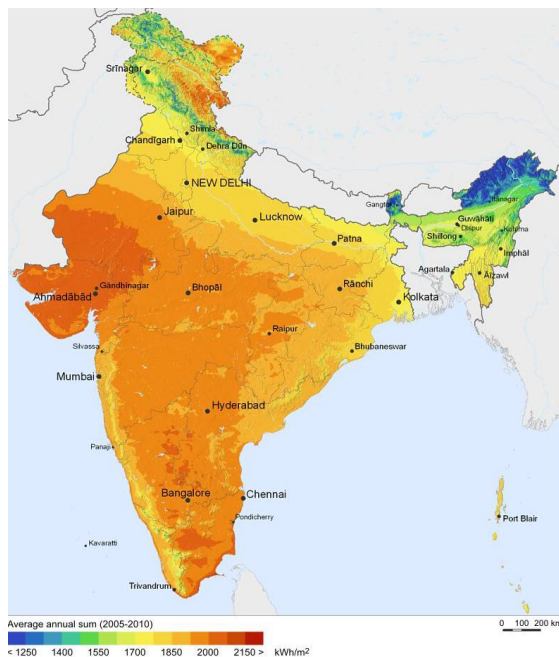 Srīnagar
Shimla
Chandīgarh
Dehra Dūn
NEW DELHI
Jaipur
Lucknow
Patna
Gangtok
Itanagar
Guwāhāti
Dispur
Shillong
Kohima
Imphāl
Agartala
Āīzawl
Gāndhinagar
Ahmadābād
Bhopāl
Rānchi
Kolkata
Raipur
Silvassa
Bhubaneswar
Mumbai
Hyderabad
Panaji
Bangalore
Chennai
Pondicherry
Kavaratti
Trivandrum
Port Blair
Average annual sum (2005-2010)
0 100 200 km
< 1250 1400 1550 1700 1850 2000 2150 > kWh/m²